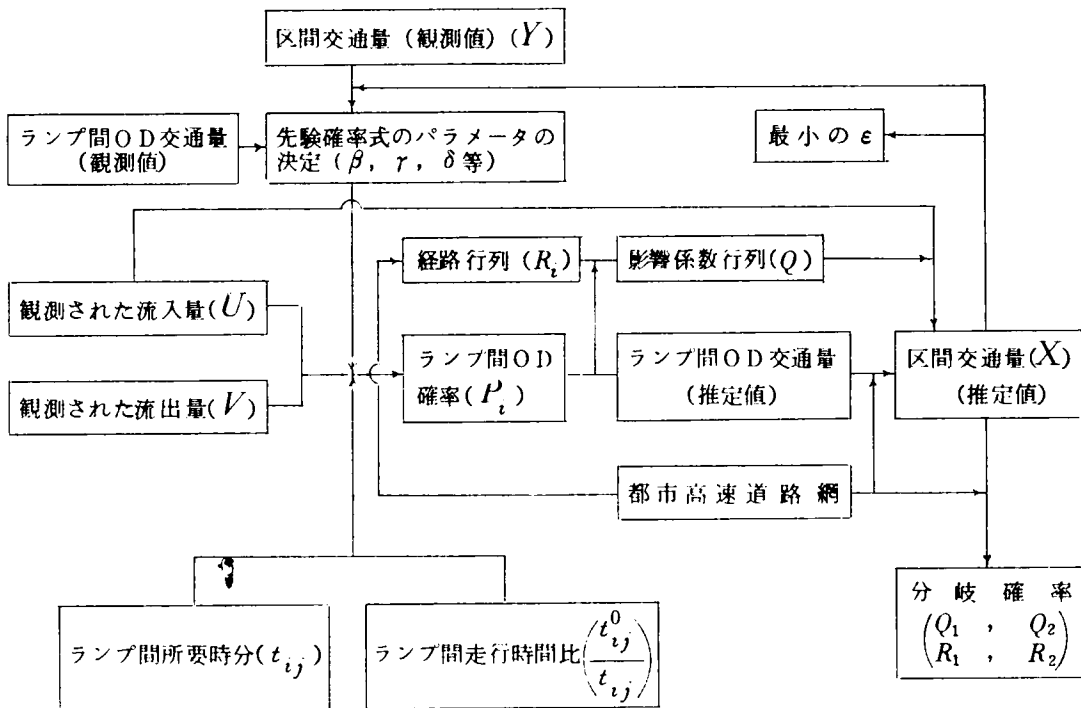 区間交通量(観測値)(Y)
ランプ間OD交通量
(観測値)
先験確率式のパラメータの
決定(β, γ, δ等)
最小の ε
経路行列(R_i)
影響係数行列(Q)
観測された流入量(U)
ランプ間OD
確率(P_i)
ランプ間OD交通量
(推定値)
区間交通量(X)
(推定値)
観測された流出量(V)
都市高速道路網
ランプ間所要時分(t_{ij})
ランプ間走行時間比(t^0_{ij}/t_{ij})
分岐確率
(Q_1 , Q_2
R_1 , R_2)